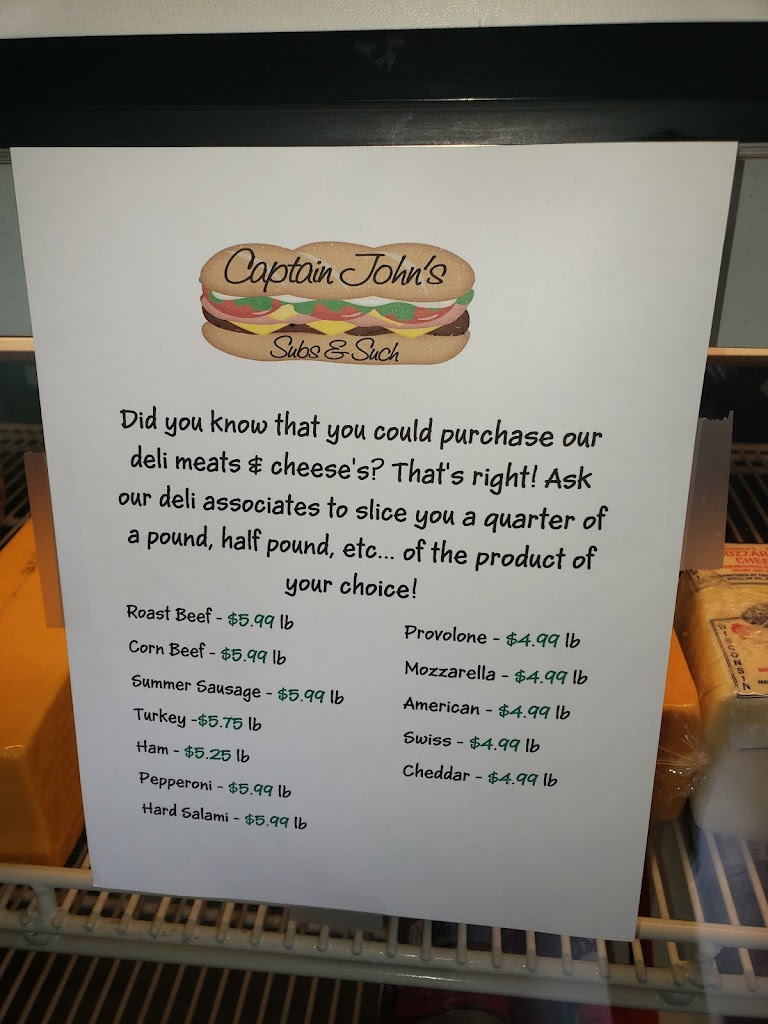 Captain John's
Subs & Such
Did you know that you could purchase our
deli meats & cheese's? That's right! Ask
our deli associates to slice you a quarter of
a pound, half pound, etc... of the product of
your choice!
Roast Beef - $5.99 lb
Corn Beef - $5.99 lb
Summer Sausage - $5.99 lb
Turkey -$5.75 lb
Ham - $5.25 lb
Pepperoni - $5.99 lb
Hard Salami - $5.99 lb
Provolone - $4.99 lb
Mozzarella - $4.99 lb
American - $4.99 lb
Swiss - $4.99 lb
Cheddar - $4.99 lb
WISCONSIN